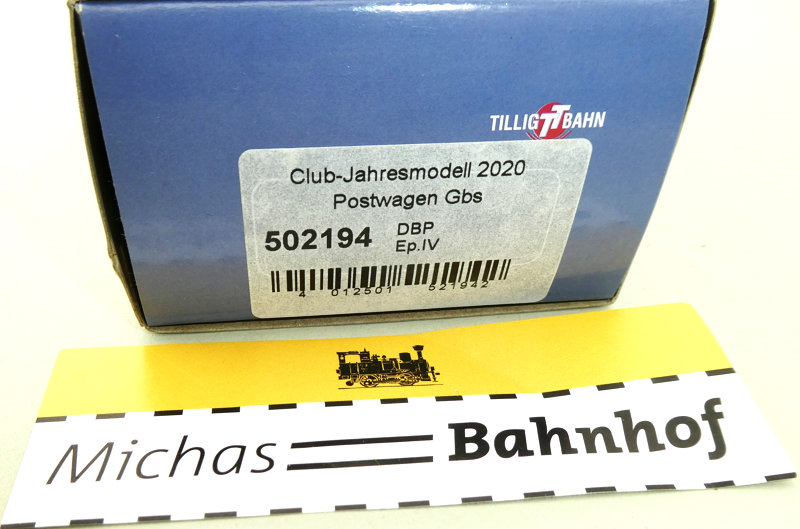 TILLIG TT BAHN
Club-Jahresmodell 2020
Postwagen Gbs
502194
DBP
Ep.IV
4 012501 521942
Michas Bahnhof